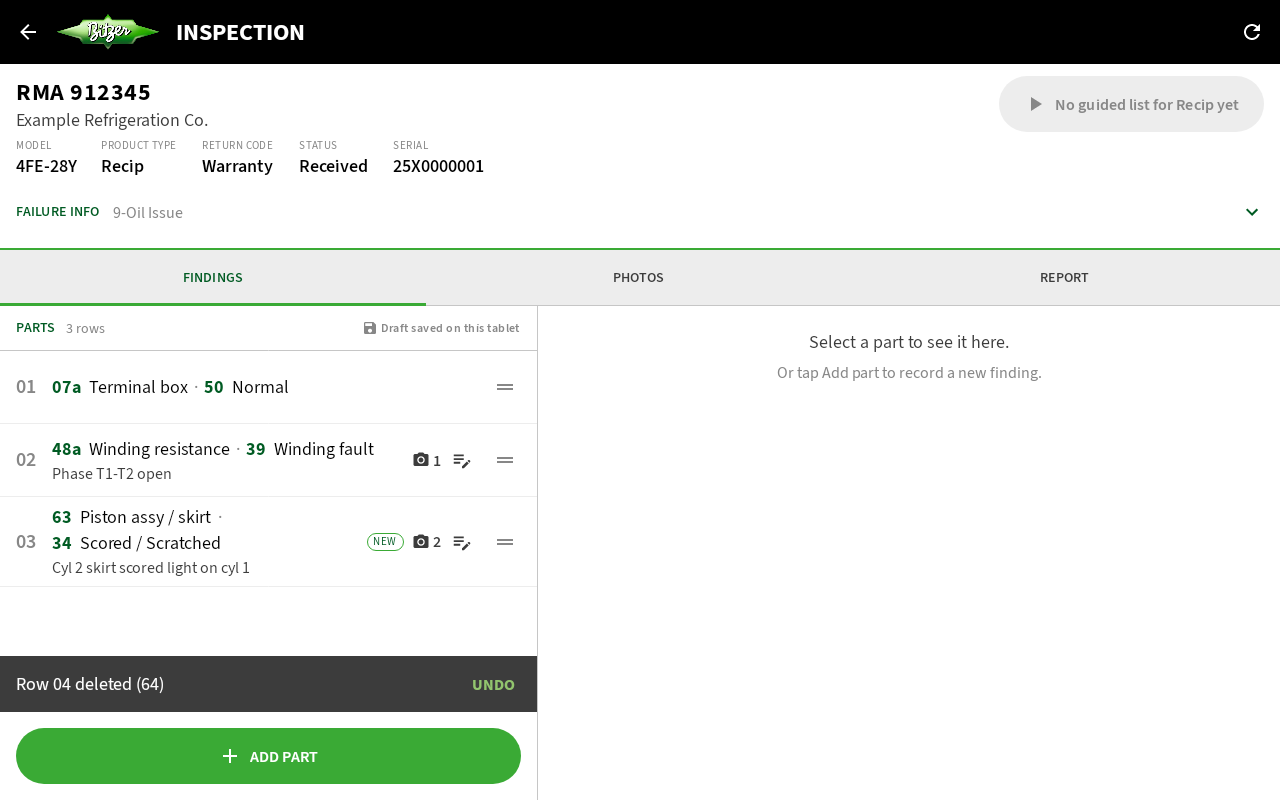 Bitzer
INSPECTION
RMA 912345
No guided list for Recip yet
Example Refrigeration Co.
MODEL PRODUCT TYPE RETURN CODE STATUS SERIAL
4FE-28Y Recip Warranty Received 25X0000001
FAILURE INFO 9-Oil Issue
FINDINGS PHOTOS REPORT
PARTS 3 rows Draft saved on this tablet
01 07a Terminal box · 50 Normal
02 48a Winding resistance · 39 Winding fault 1
Phase T1-T2 open
63 Piston assy / skirt ·
03 34 Scored / Scratched NEW 2
Cyl 2 skirt scored light on cyl 1
Row 04 deleted (64) UNDO
ADD PART
Select a part to see it here.
Or tap Add part to record a new finding.